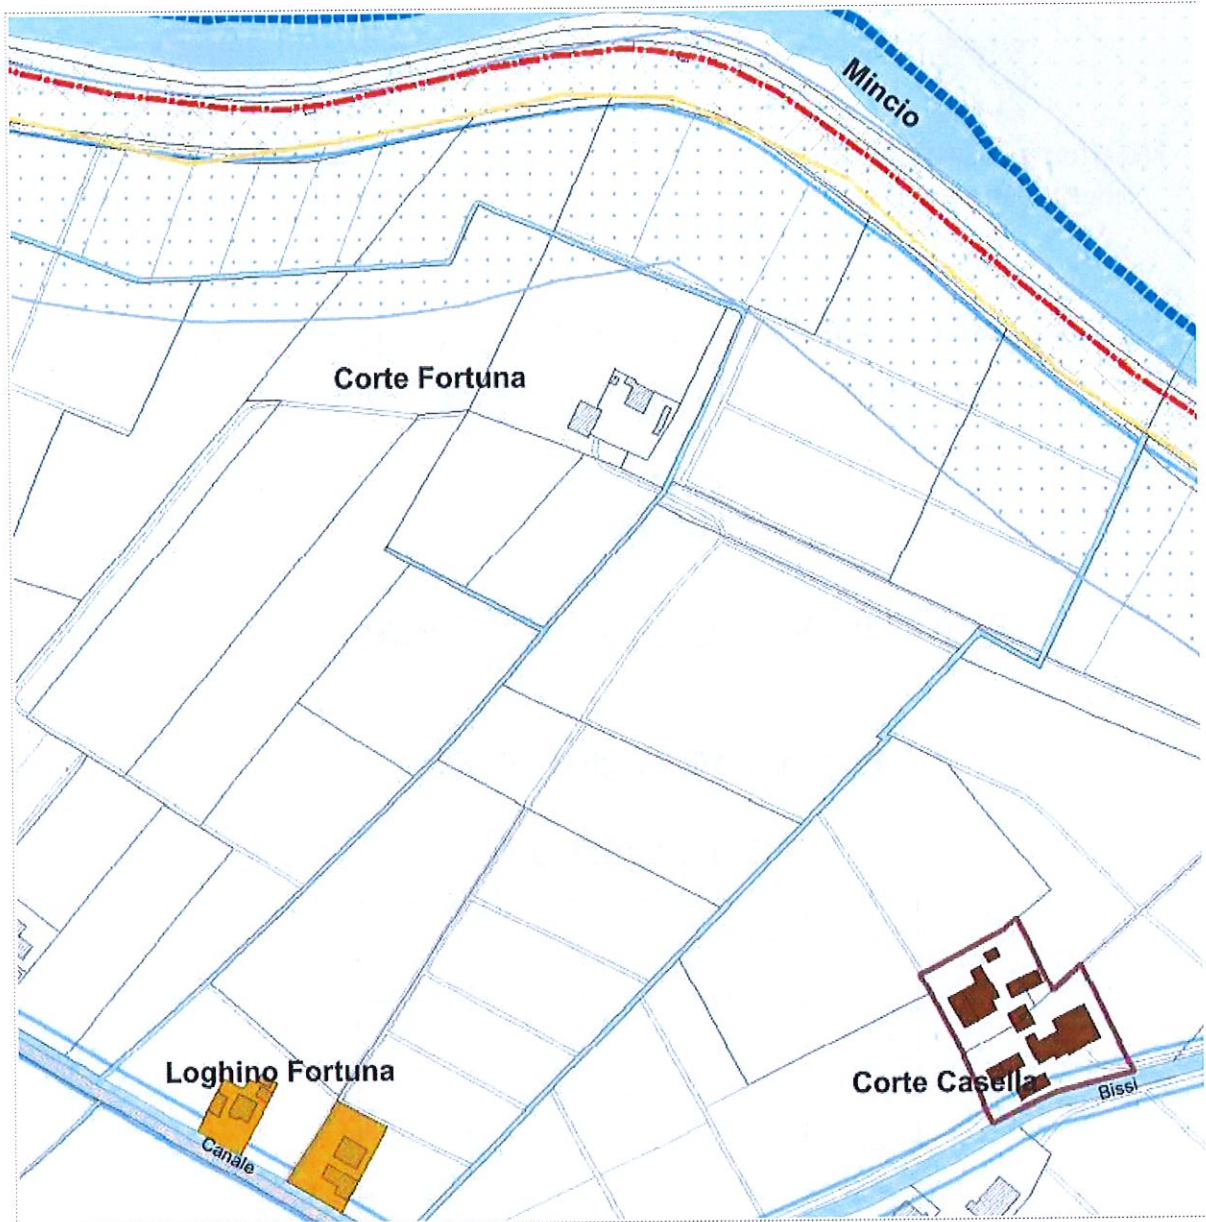 Mincio
Corte Fortuna
Loghino Fortuna
Corte Casella
Bissi
Canale